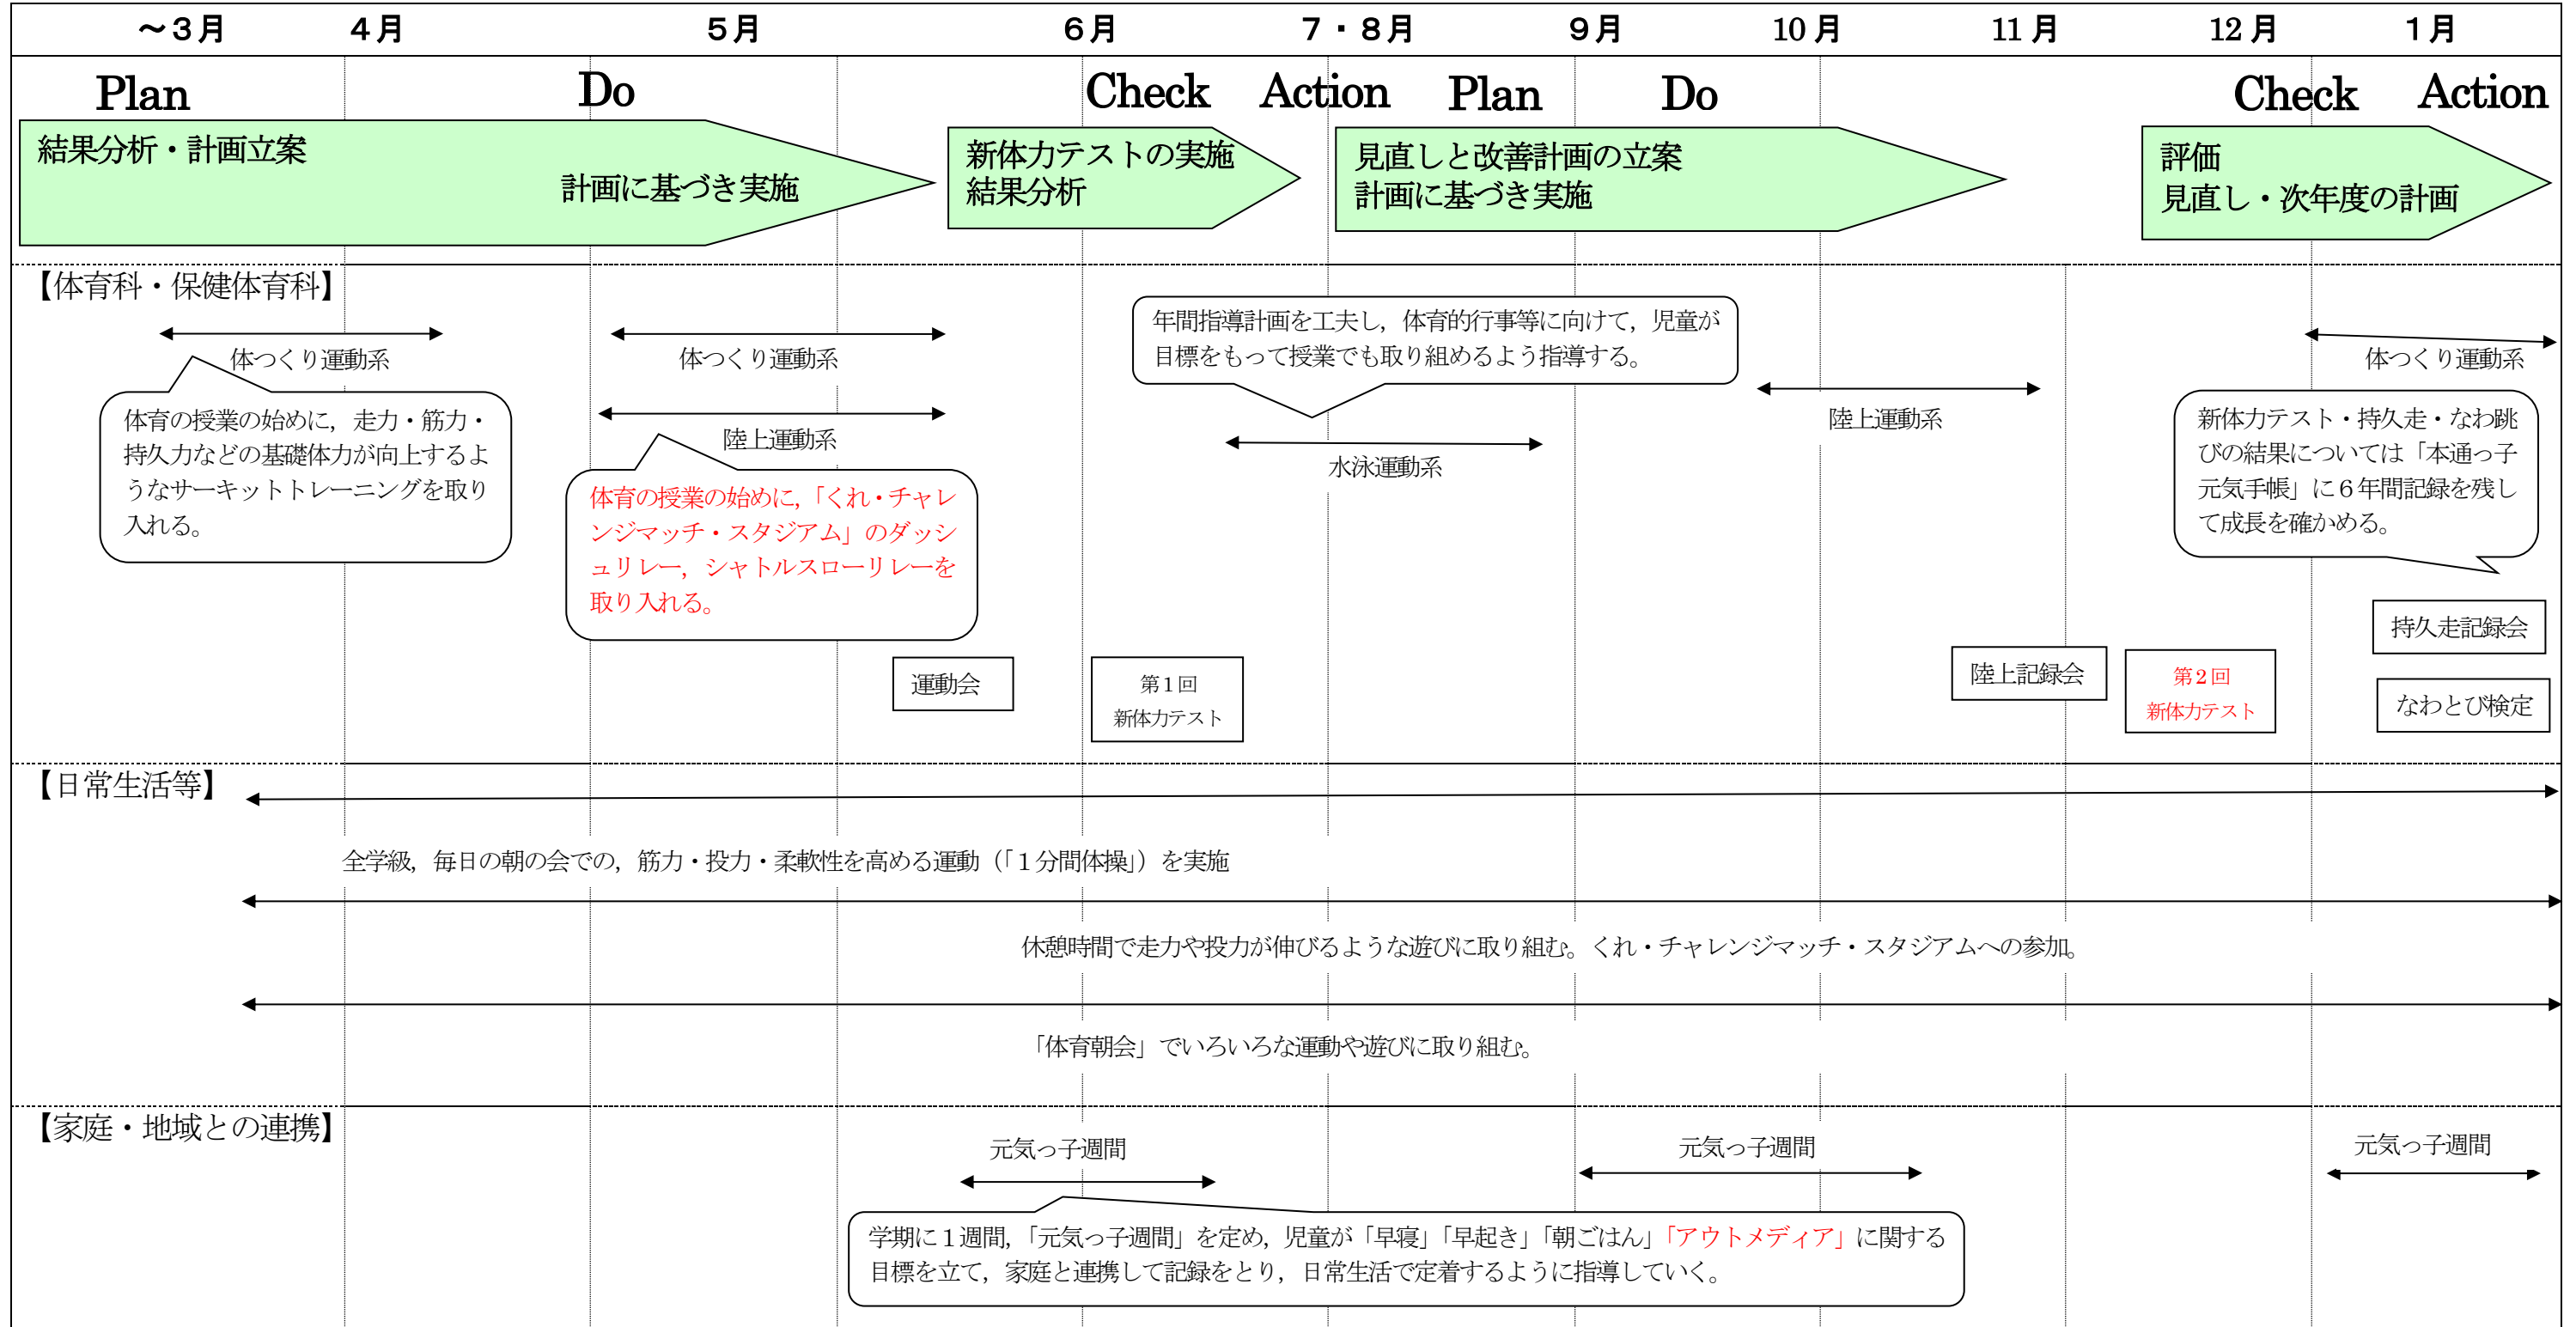 ～３月　４月　５月　６月　７・８月　９月　10 月　11 月　12 月　１月
Plan　Do　Check　Action　Plan　Do　Check　Action
結果分析・計画立案
計画に基づき実施
新体力テストの実施
結果分析
見直しと改善計画の立案
計画に基づき実施
評価
見直し・次年度の計画
【体育科・保健体育科】
体つくり運動系
体育の授業の始めに，走力・筋力・
持久力などの基礎体力が向上するよ
うなサーキットトレーニングを取り
入れる。
体つくり運動系
陸上運動系
体育の授業の始めに，「くれ・チャレ
ンジマッチ・スタジアム」のダッシ
ュリレー，シャトルスローリレーを
取り入れる。
年間指導計画を工夫し，体育的行事等に向けて，児童が
目標をもって授業でも取り組めるよう指導する。
水泳運動系
陸上運動系
体つくり運動系
新体力テスト・持久走・なわ跳
びの結果については「本通っ子
元気手帳」に６年間記録を残し
て成長を確かめる。
運動会
第１回
新体力テスト
陸上記録会
第２回
新体力テスト
持久走記録会
なわとび検定
【日常生活等】
全学級，毎日の朝の会での，筋力・投力・柔軟性を高める運動（「１分間体操」）を実施
休憩時間で走力や投力が伸びるような遊びに取り組む。くれ・チャレンジマッチ・スタジアムへの参加。
「体育朝会」でいろいろな運動や遊びに取り組む。
【家庭・地域との連携】
元気っ子週間
元気っ子週間
元気っ子週間
学期に１週間，「元気っ子週間」を定め，児童が「早寝」「早起き」「朝ごはん」「アウトメディア」に関する
目標を立て，家庭と連携して記録をとり，日常生活で定着するように指導していく。